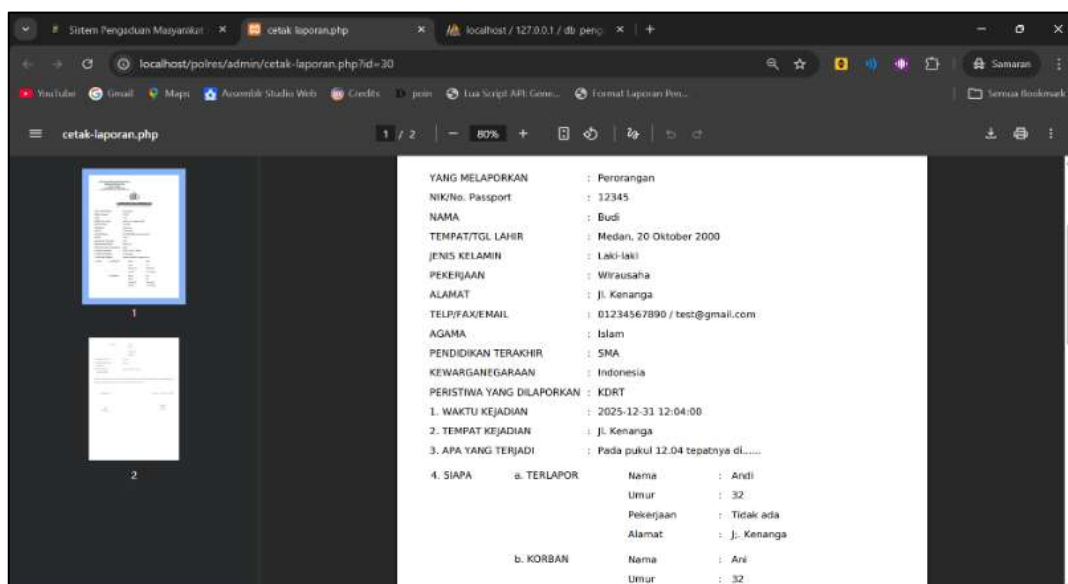 Sistem Pengaduan Masyarakat
cetak laporan.php
localhost / 127.0.0.1 / db peng
localhost/polres/admin/cetak-laporan.php?id=30
Samaran
YouTube
Gmail
Maps
Assemblr Studio Web
Credits
poin
Lua Script API: Gene...
Format Laporan Pen...
Semua Bookmark
cetak-laporan.php
1 / 2
80%
1
2
YANG MELAPORKAN : Perorangan
NIK/No. Passport : 12345
NAMA : Budi
TEMPAT/TGL LAHIR : Medan, 20 Oktober 2000
JENIS KELAMIN : Laki-laki
PEKERJAAN : Wirausaha
ALAMAT : Jl. Kenanga
TELP/FAX/EMAIL : 01234567890 / test@gmail.com
AGAMA : Islam
PENDIDIKAN TERAKHIR : SMA
KEWARGANEGARAAN : Indonesia
PERISTIWA YANG DILAPORKAN : KDRT
1. WAKTU KEJADIAN : 2025-12-31 12:04:00
2. TEMPAT KEJADIAN : Jl. Kenanga
3. APA YANG TERJADI : Pada pukul 12.04 tepatnya di......
4. SIAPA a. TERLAPOR Nama : Andi
Umur : 32
Pekerjaan : Tidak ada
Alamat : J;. Kenanga
b. KORBAN Nama : Ani
Umur : 32